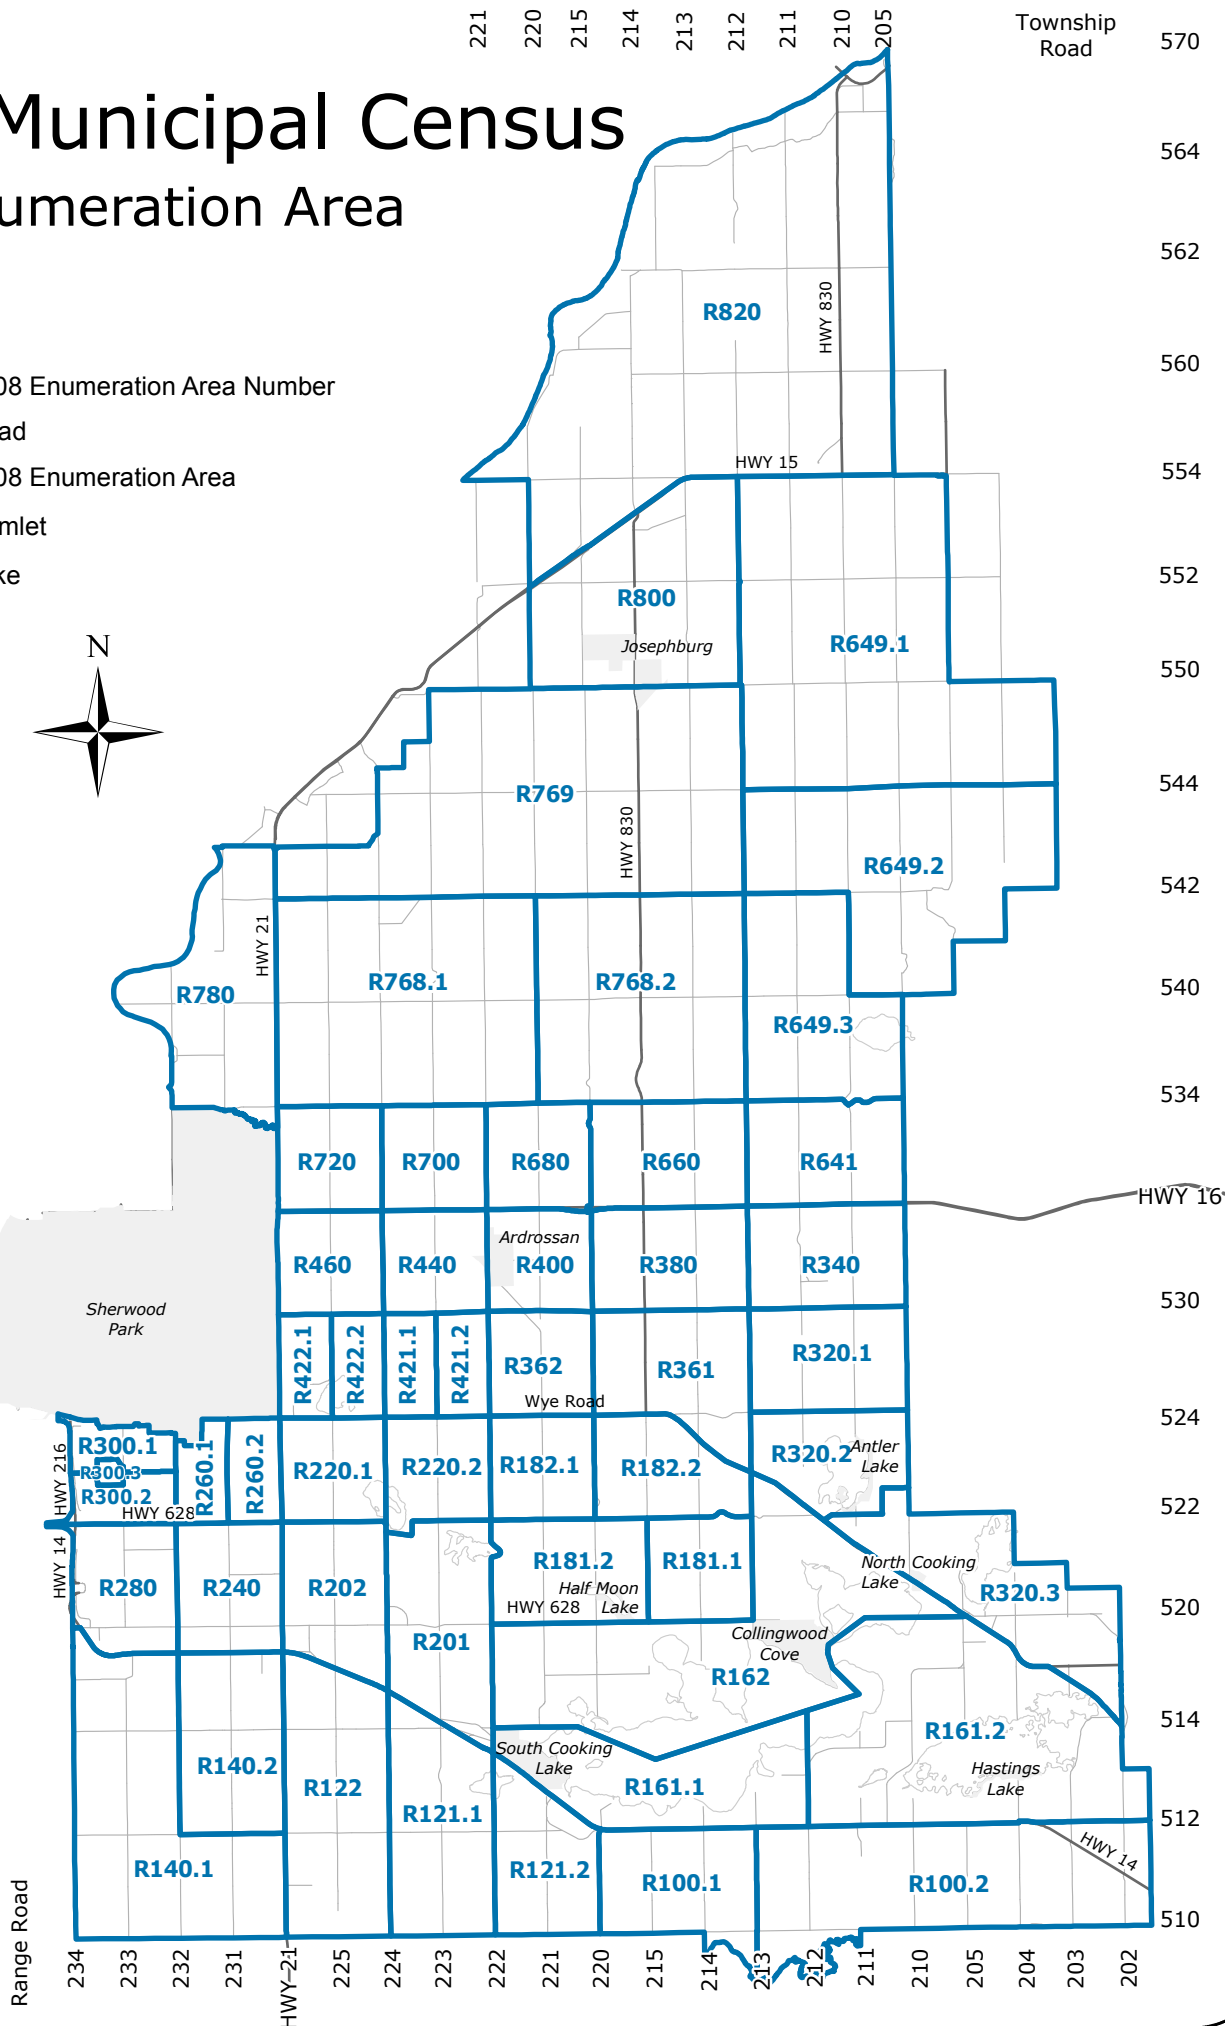 221 220 215 214 213 212 211 210 205
Township
Road
570
Municipal Census
564
umeration Area
562
R820
HWY 830
560
08 Enumeration Area Number
ad
HWY 15
554
08 Enumeration Area
mlet
ke
552
R800
N
Josephburg
R649.1
550
544
R769
HWY 830
R649.2
542
HWY 21
R768.1
R768.2
540
R780
R649.3
534
R720
R700
R680
R660
R641
HWY 16
Ardrossan
R460
R440
R400
R380
R340
Sherwood
Park
530
R422.1
R422.2
R421.1
R421.2
R362
R361
R320.1
Wye Road
524
HWY 216
R300.1
R300.3
R300.2
R260.1
R260.2
R220.1
R220.2
R182.1
R182.2
R320.2
Antler
Lake
HWY 628
522
HWY 14
R280
R240
R202
R181.2
R181.1
North Cooking
Lake
Half Moon
Lake
HWY 628
R320.3
520
R201
Collingwood
Cove
R162
514
R161.2
South Cooking
Lake
R140.2
R122
R161.1
Hastings
Lake
R121.1
512
HWY 14
R140.1
R121.2
R100.1
R100.2
510
Range Road
234 233 232 231 HWY 21 225 224 223 222 221 220 215 214 213 212 211 210 205 204 203 202